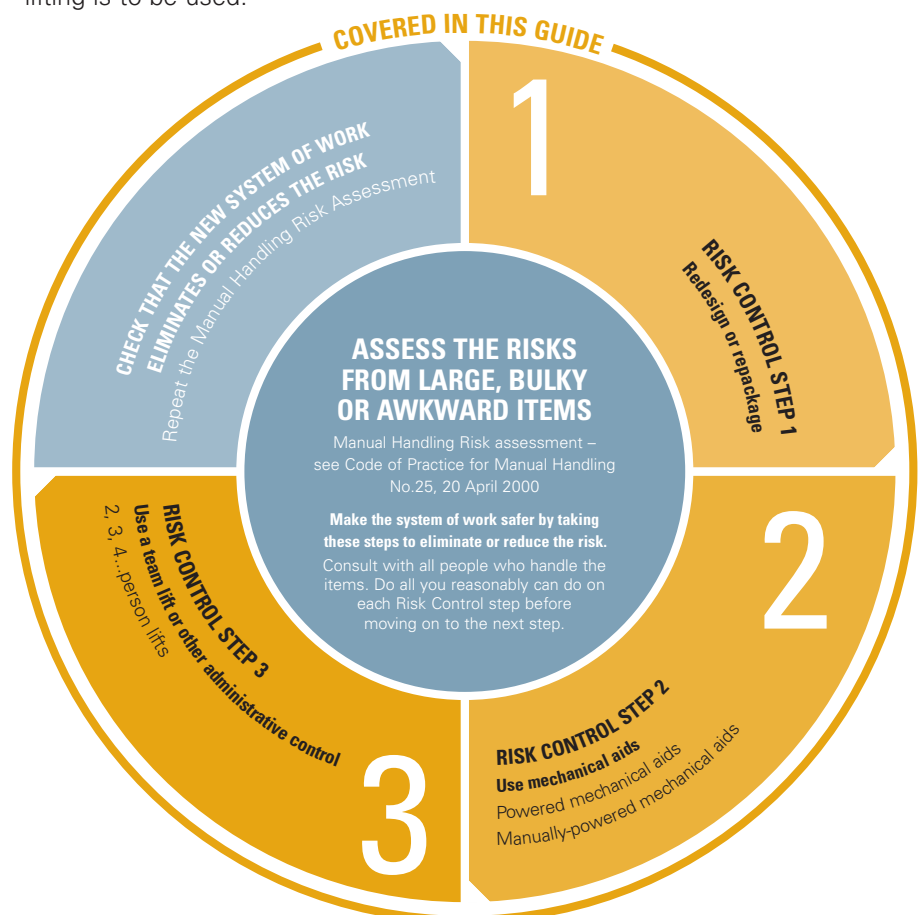 lifting is to be used.
COVERED IN THIS GUIDE
1
RISK CONTROL STEP 1
Redesign or repackage
2
RISK CONTROL STEP 2
Use mechanical aids
Powered mechanical aids
Manually-powered mechanical aids
3
RISK CONTROL STEP 3
Use a team lift or other administrative control
2, 3, 4...person lifts
CHECK THAT THE NEW SYSTEM OF WORK
ELIMINATES OR REDUCES THE RISK
Repeat the Manual Handling Risk Assessment
ASSESS THE RISKS
FROM LARGE, BULKY
OR AWKWARD ITEMS
Manual Handling Risk assessment –
see Code of Practice for Manual Handling
No.25, 20 April 2000
Make the system of work safer by taking
these steps to eliminate or reduce the risk.
Consult with all people who handle the
items. Do all you reasonably can do on
each Risk Control step before
moving on to the next step.